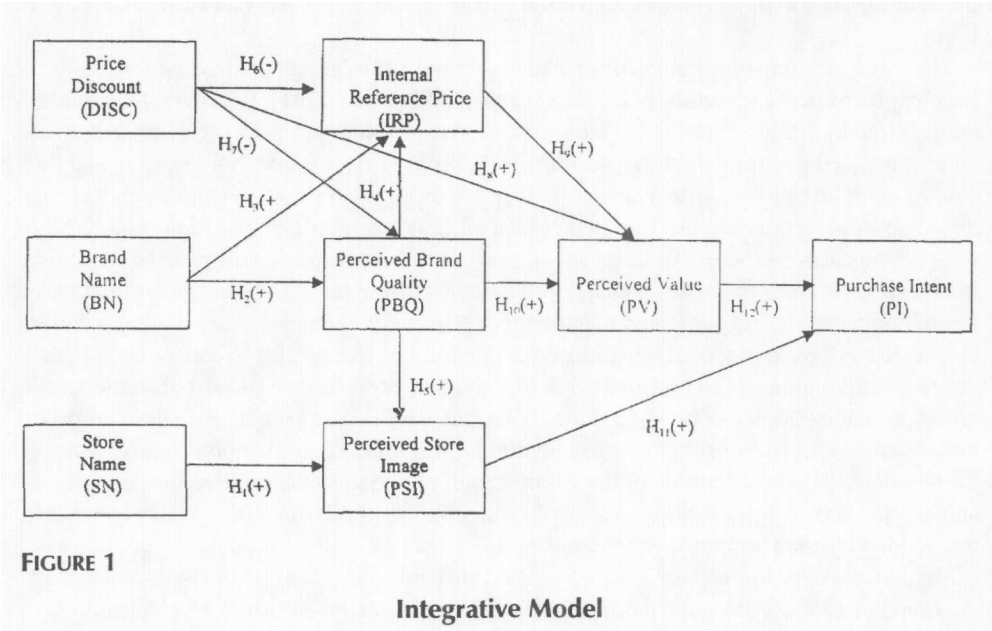 Price
Discount
(DISC)
H6(-)
Internal
Reference Price
(IRP)
H7(-)
H9(+)
H8(+)
H3(+
H4(+)
Brand
Name
(BN)
H2(+)
Perceived Brand
Quality
(PBQ)
H10(+)
Perceived Value
(PV)
H12(+)
Purchase Intent
(PI)
H5(+)
H11(+)
Store
Name
(SN)
H1(+)
Perceived Store
Image
(PSI)
FIGURE 1
Integrative Model